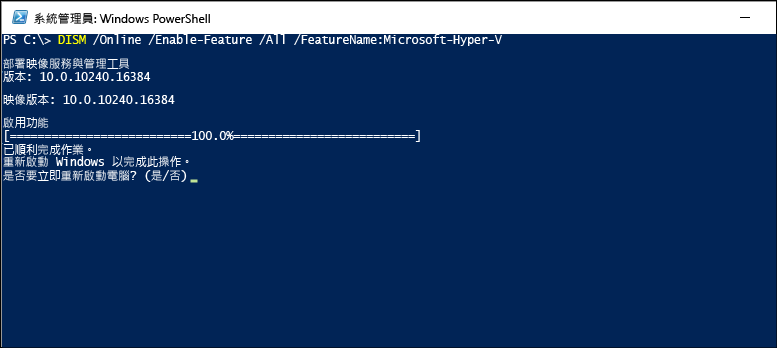 系統管理員: Windows PowerShell
PS C:\> DISM /Online /Enable-Feature /All /FeatureName:Microsoft-Hyper-V
部署映像服務與管理工具
版本: 10.0.10240.16384
映像版本: 10.0.10240.16384
啟用功能
[==========================100.0%==========================]
已順利完成作業。
重新啟動 Windows 以完成此操作。
是否要立即重新啟動電腦? (是/否)